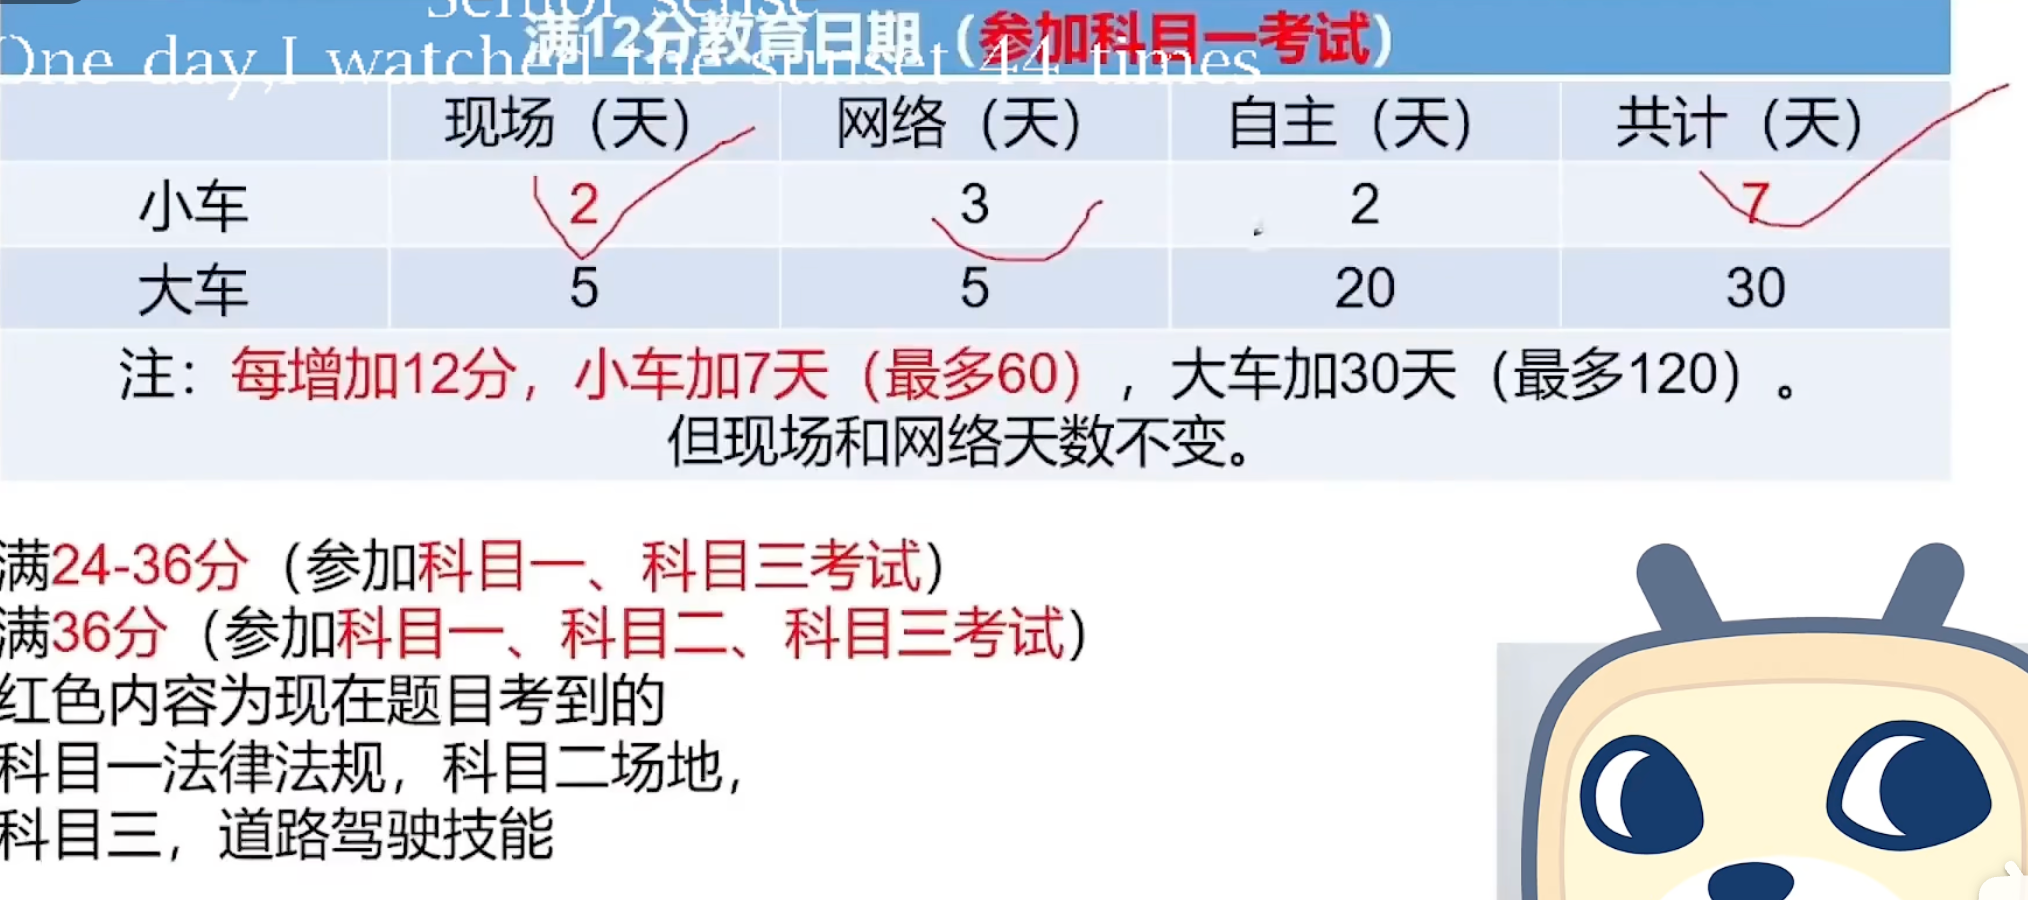 Senior sense
One day,I watched the sunset 44 times
满12分教育日期（参加科目一考试）
现场（天） 网络（天） 自主（天） 共计（天）
小车 2 3 2 7
大车 5 5 20 30
注：每增加12分，小车加7天（最多60），大车加30天（最多120）。
但现场和网络天数不变。
满24-36分（参加科目一、科目三考试）
满36分（参加科目一、科目二、科目三考试）
红色内容为现在题目考到的
科目一法律法规，科目二场地，
科目三，道路驾驶技能